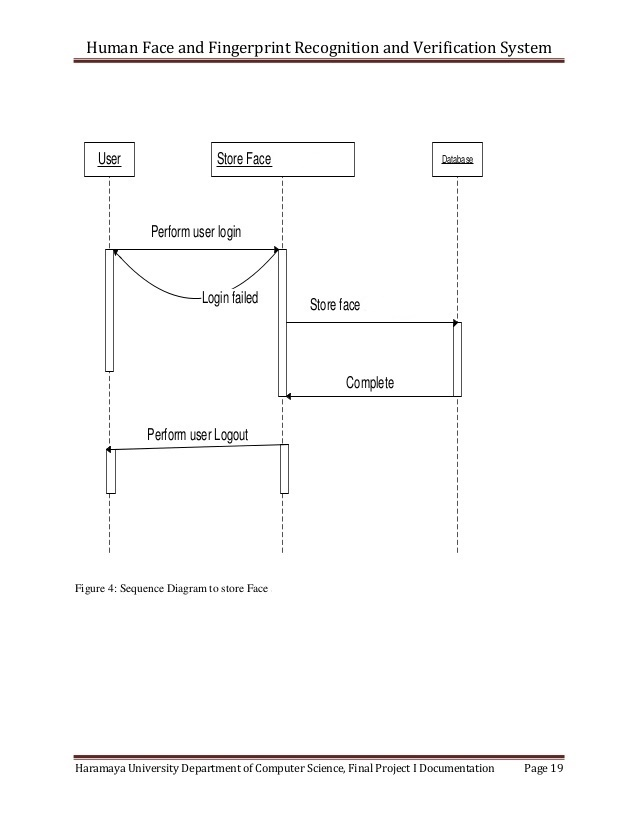 Human Face and Fingerprint Recognition and Verification System
User
Store Face
Database
Perform user login
Login failed
Store face
Complete
Perform user Logout
Figure 4: Sequence Diagram to store Face
Haramaya University Department of Computer Science, Final Project I Documentation Page 19